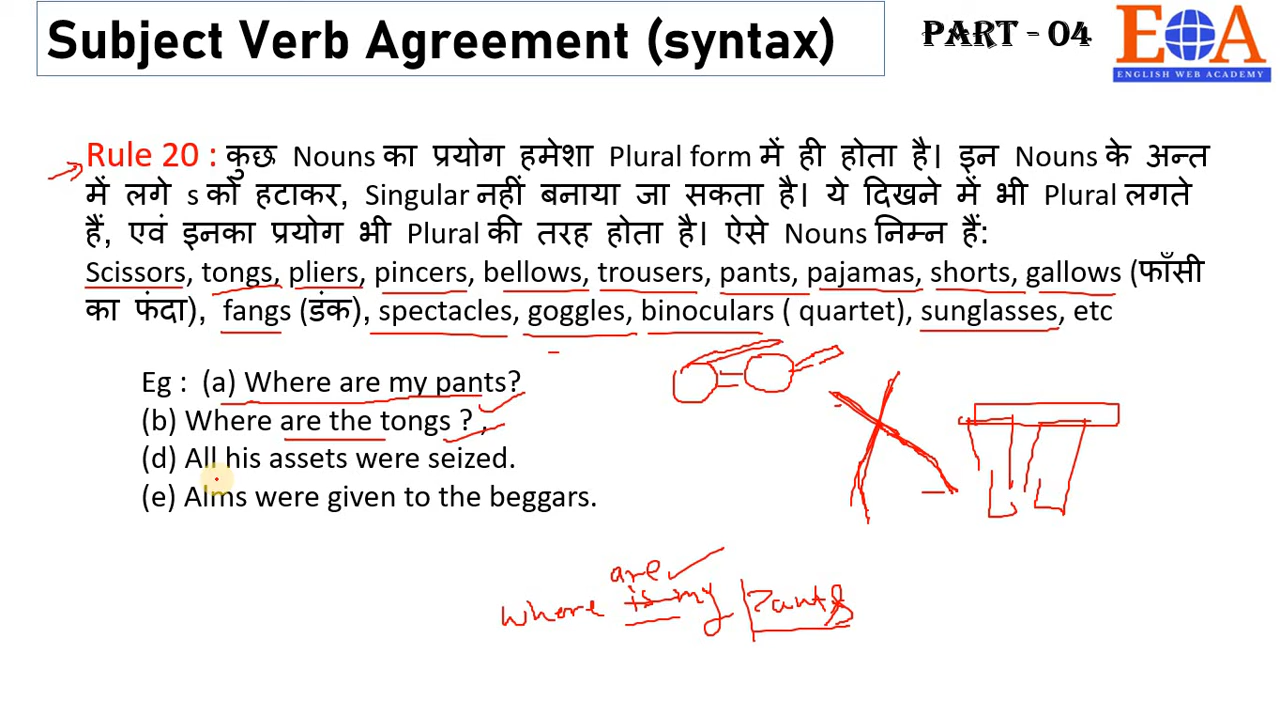 Subject Verb Agreement (syntax)
PART - 04
EWA
ENGLISH WEB ACADEMY
Rule 20 : कुछ Nouns का प्रयोग हमेशा Plural form में ही होता है। इन Nouns के अन्त
में लगे s को हटाकर, Singular नहीं बनाया जा सकता है। ये दिखने में भी Plural लगते
हैं, एवं इनका प्रयोग भी Plural की तरह होता है। ऐसे Nouns निम्न हैं:
Scissors, tongs, pliers, pincers, bellows, trousers, pants, pajamas, shorts, gallows (फाँसी
का फंदा), fangs (डंक), spectacles, goggles, binoculars ( quartet), sunglasses, etc
Eg : (a) Where are my pants?
(b) Where are the tongs ? ,
(d) All his assets were seized.
(e) Alms were given to the beggars.
are
where is my Pants